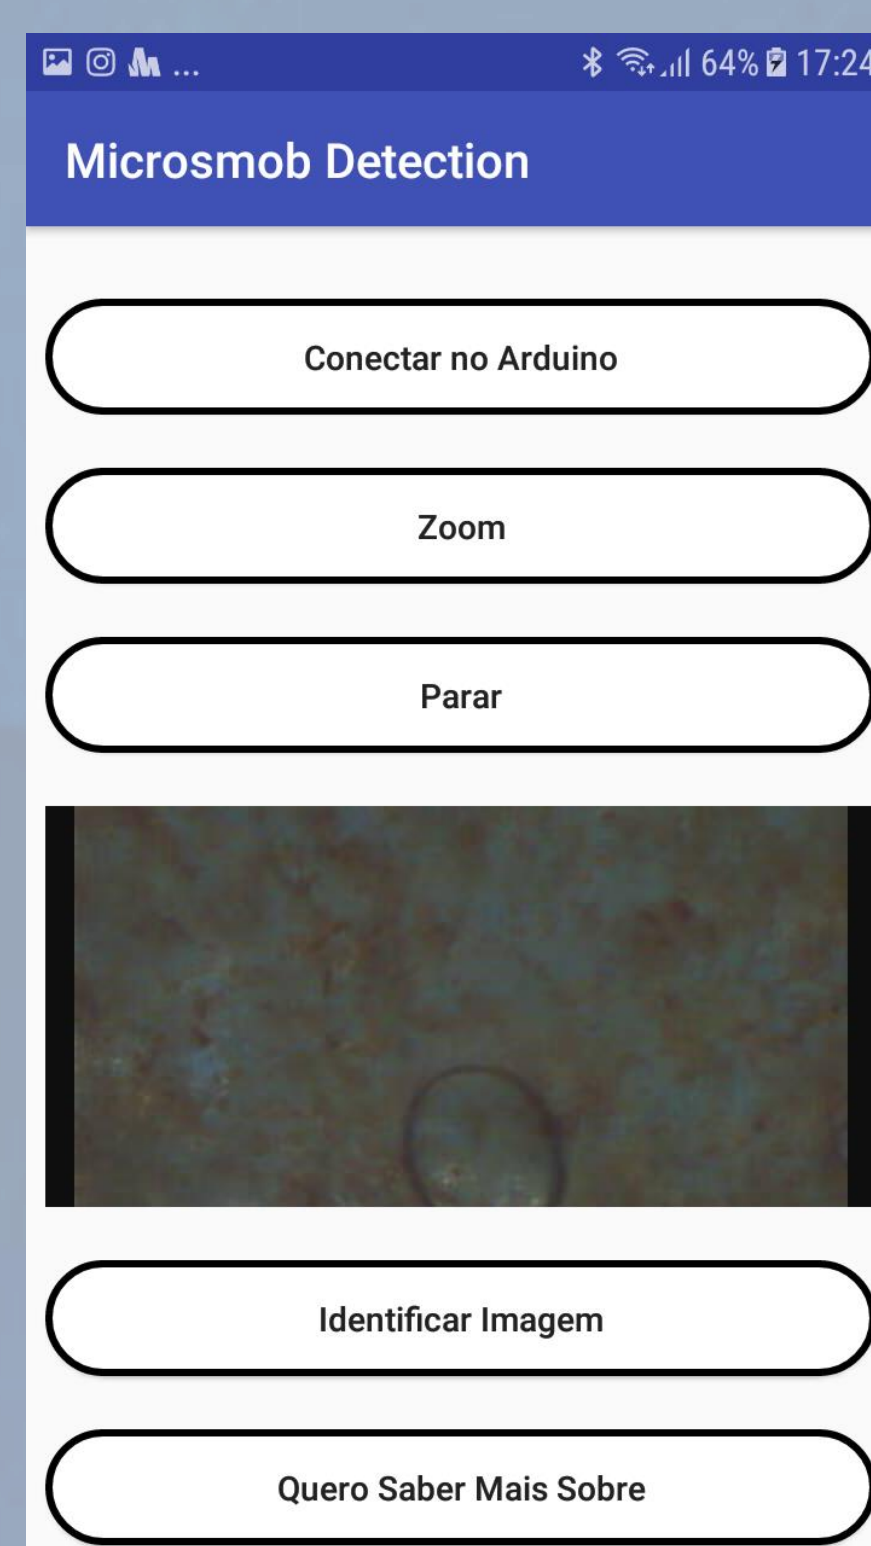 ... 64% 17:24
Microsmob Detection
Conectar no Arduino
Zoom
Parar
Identificar Imagem
Quero Saber Mais Sobre